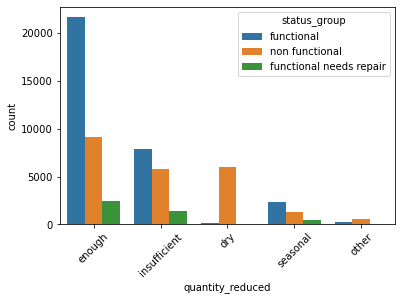 status_group
functional
non functional
functional needs repair
count
20000
15000
10000
5000
0
enough
insufficient
dry
seasonal
other
quantity_reduced